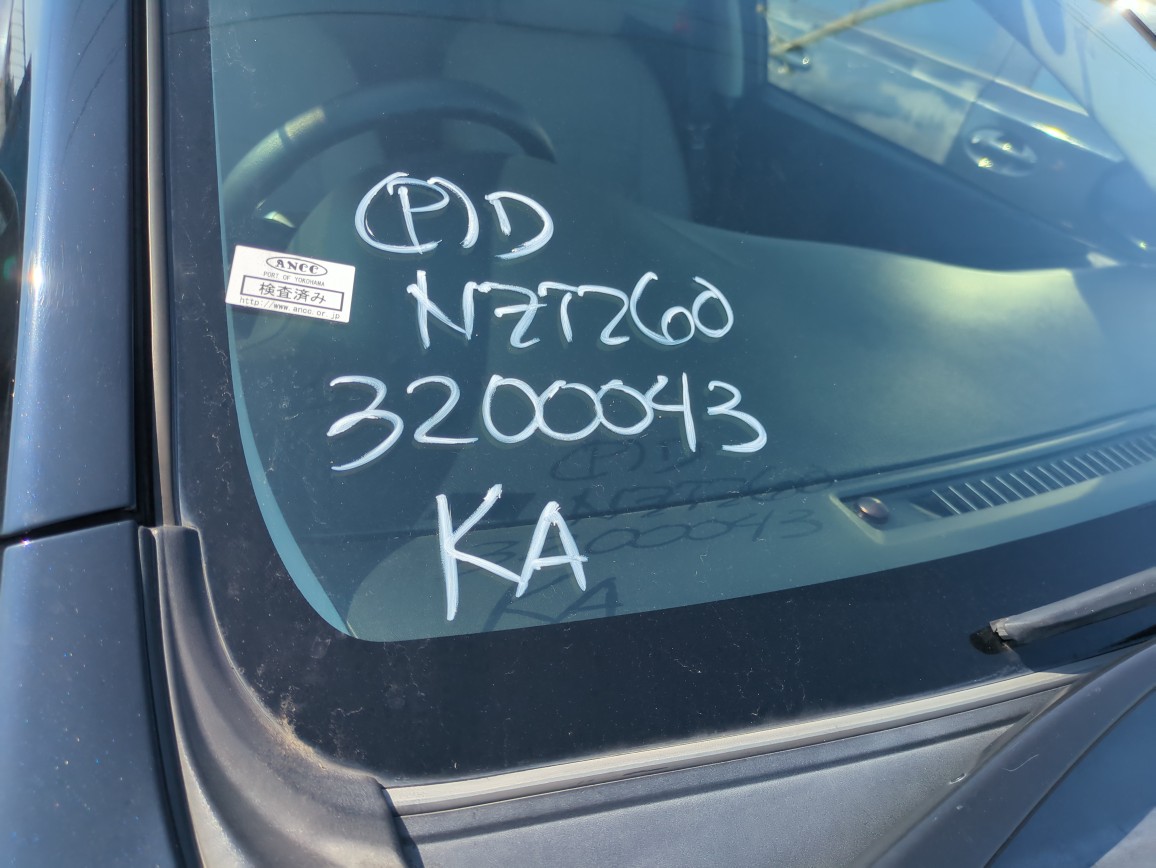 (P) D
NZT260
3200043
KA
ANCC
PORT OF YOKOHAMA
検査済み
http://www.ancc.or.jp